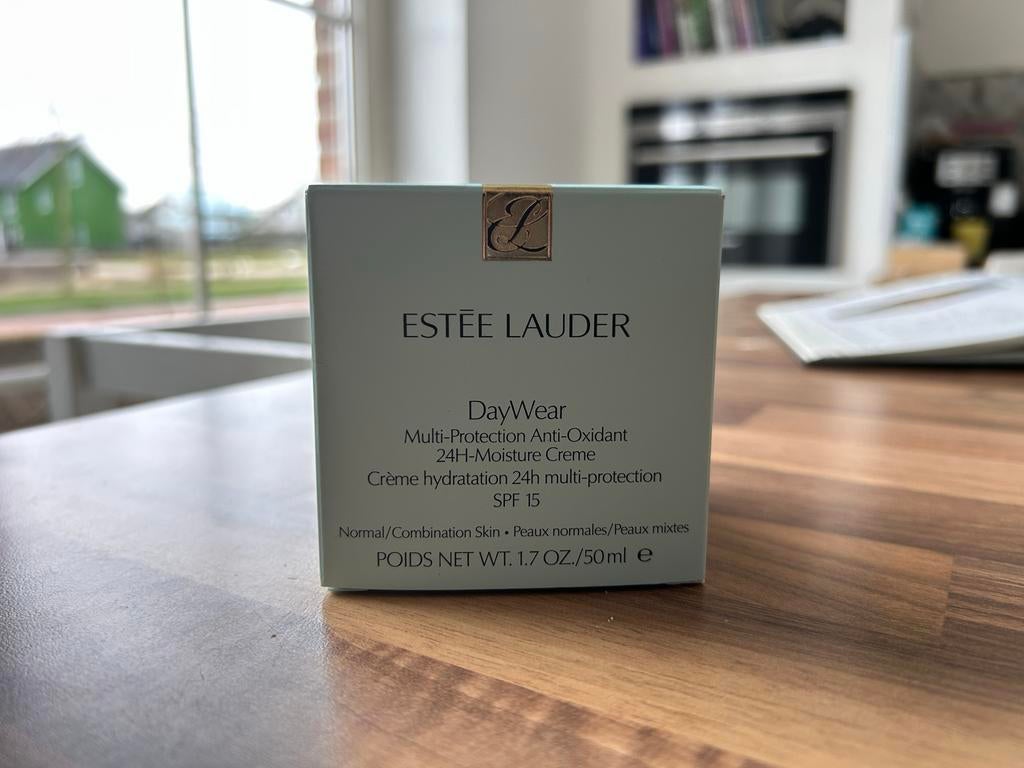 EL
ESTĒE LAUDER
DayWear
Multi-Protection Anti-Oxidant
24H-Moisture Creme
Crème hydratation 24h multi-protection
SPF 15
Normal/Combination Skin • Peaux normales/Peaux mixtes
POIDS NET WT. 1.7 OZ./50 ml ℮